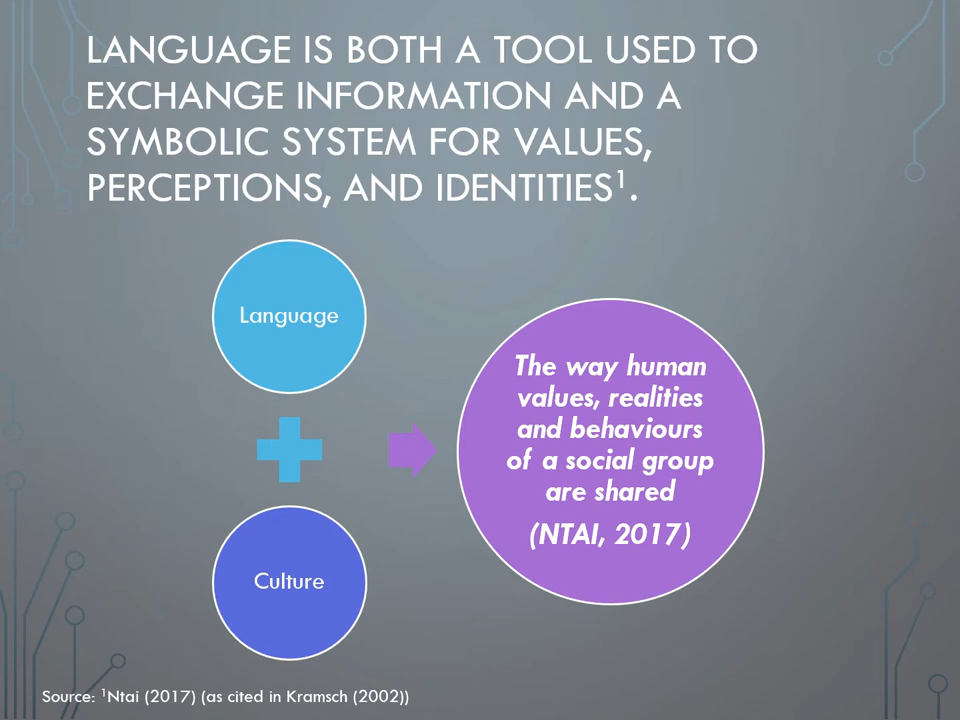 LANGUAGE IS BOTH A TOOL USED TO
EXCHANGE INFORMATION AND A
SYMBOLIC SYSTEM FOR VALUES,
PERCEPTIONS, AND IDENTITIES¹.
Language
Culture
The way human
values, realities
and behaviours
of a social group
are shared
(NTAI, 2017)
Source: ¹Ntai (2017) (as cited in Kramsch (2002))